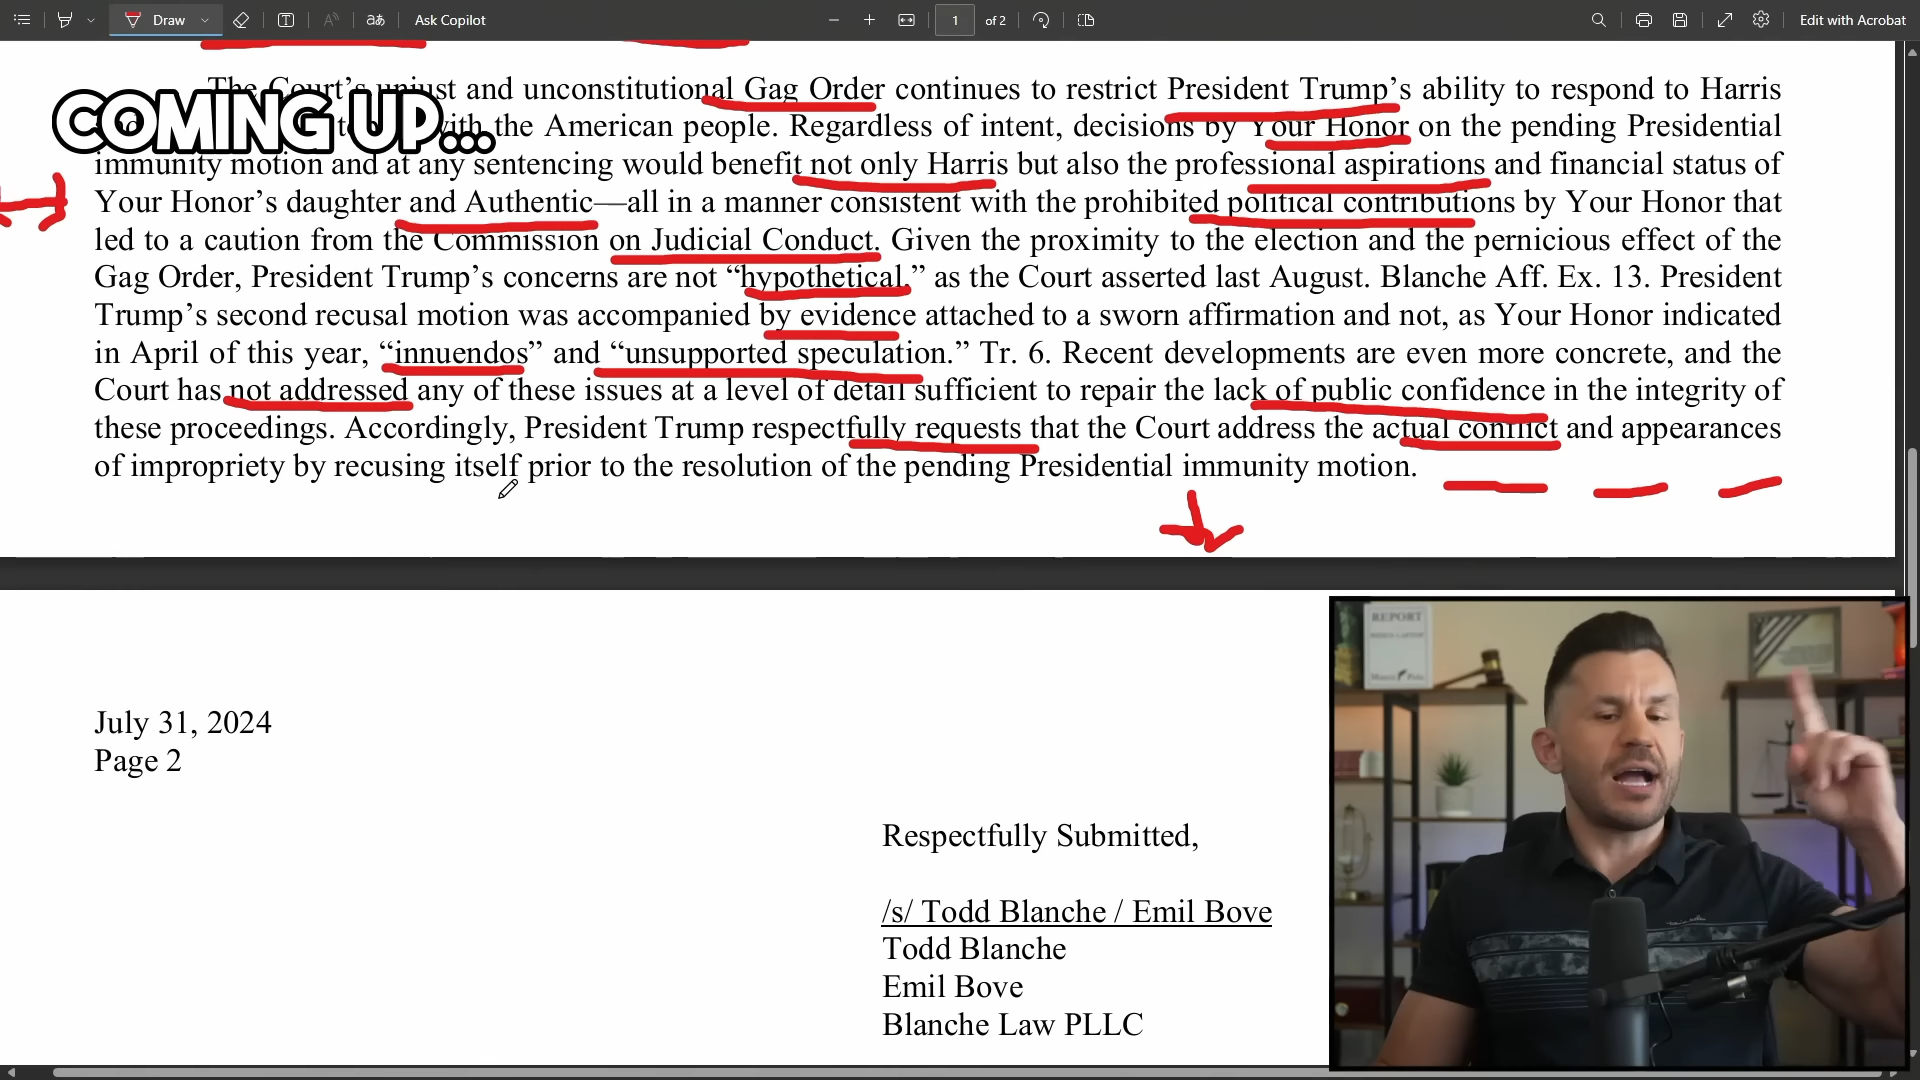 Draw
Ask Copilot
1
of 2
Edit with Acrobat
COMING UP...
The Court's unjust and unconstitutional Gag Order continues to restrict President Trump's ability to respond to Harris
with the American people. Regardless of intent, decisions by Your Honor on the pending Presidential
immunity motion and at any sentencing would benefit not only Harris but also the professional aspirations and financial status of
Your Honor's daughter and Authentic—all in a manner consistent with the prohibited political contributions by Your Honor that
led to a caution from the Commission on Judicial Conduct. Given the proximity to the election and the pernicious effect of the
Gag Order, President Trump's concerns are not “hypothetical,” as the Court asserted last August. Blanche Aff. Ex. 13. President
Trump's second recusal motion was accompanied by evidence attached to a sworn affirmation and not, as Your Honor indicated
in April of this year, “innuendos” and “unsupported speculation.” Tr. 6. Recent developments are even more concrete, and the
Court has not addressed any of these issues at a level of detail sufficient to repair the lack of public confidence in the integrity of
these proceedings. Accordingly, President Trump respectfully requests that the Court address the actual conflict and appearances
of impropriety by recusing itself prior to the resolution of the pending Presidential immunity motion.
July 31, 2024
Page 2
Respectfully Submitted,
/s/ Todd Blanche / Emil Bove
Todd Blanche
Emil Bove
Blanche Law PLLC
REPORT